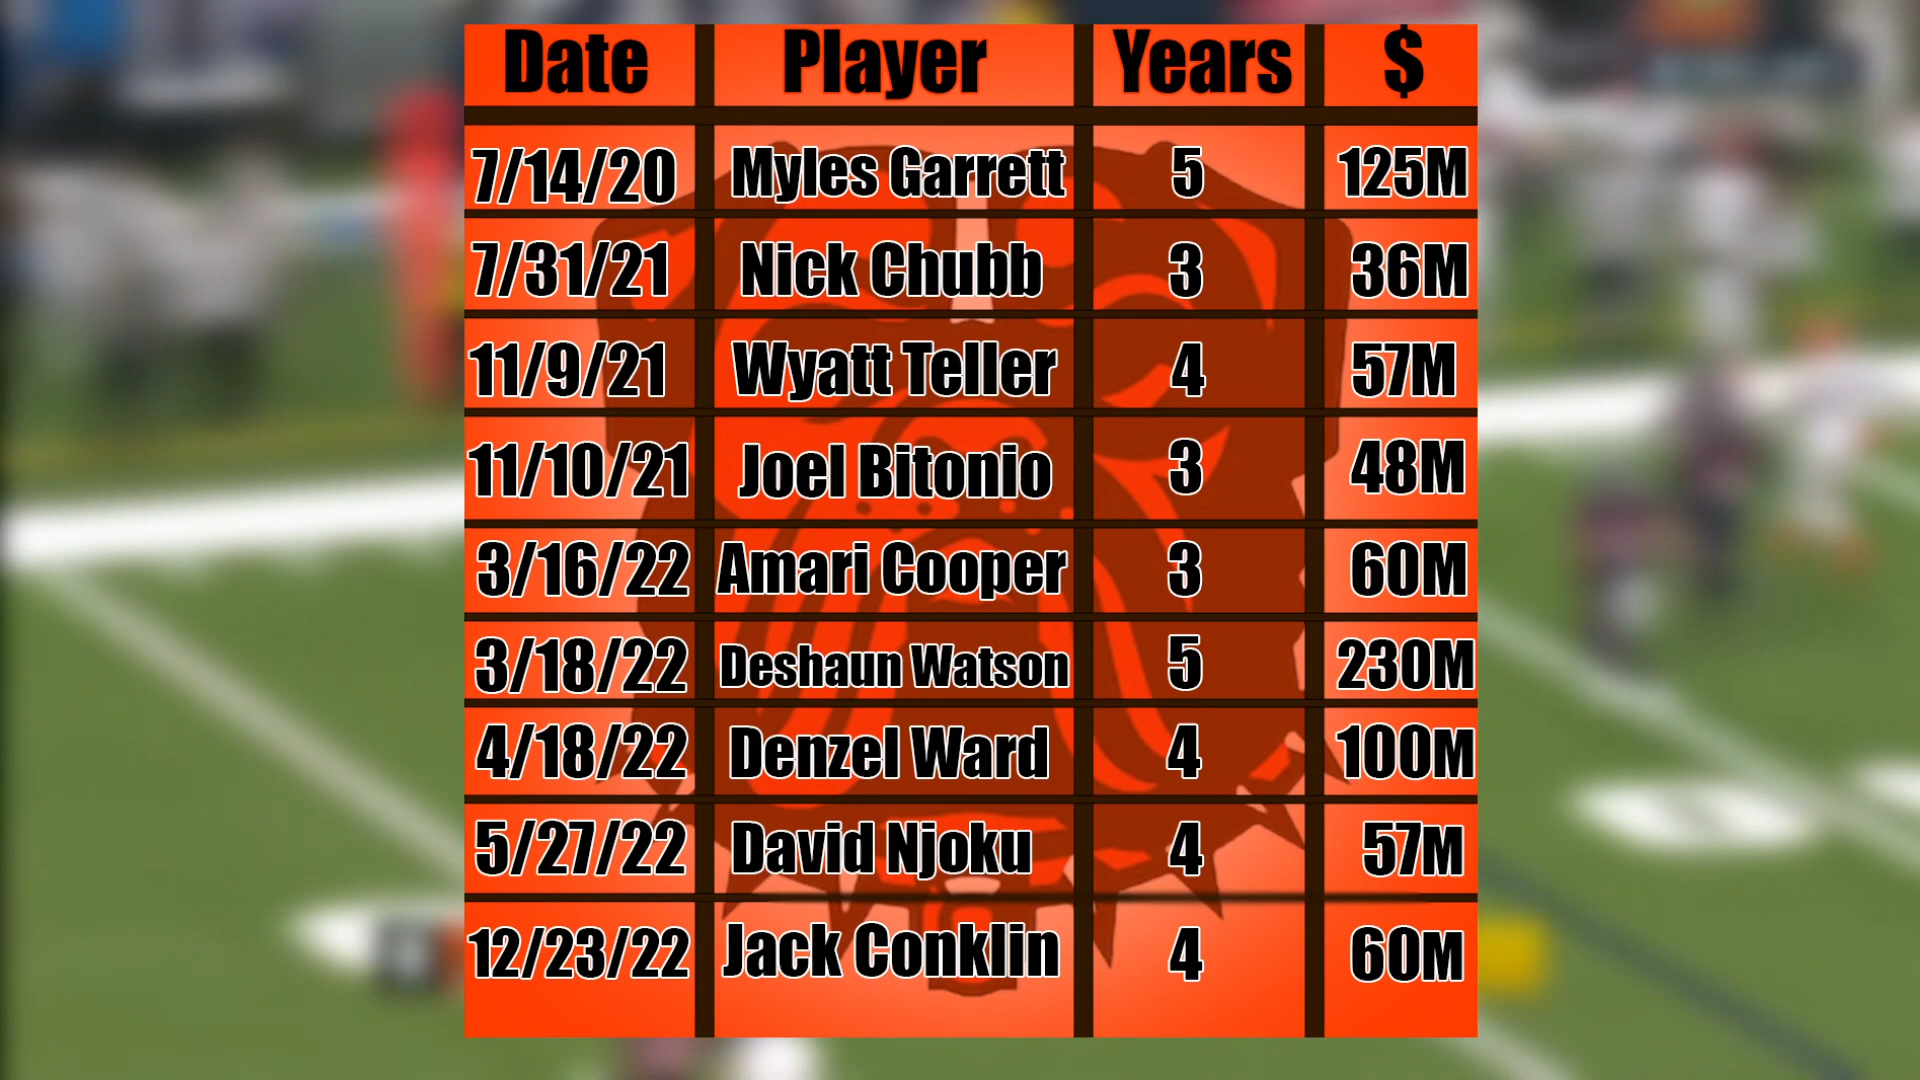 Date Player Years $
7/14/20 Myles Garrett 5 125M
7/31/21 Nick Chubb 3 36M
11/9/21 Wyatt Teller 4 57M
11/10/21 Joel Bitonio 3 48M
3/16/22 Amari Cooper 3 60M
3/18/22 Deshaun Watson 5 230M
4/18/22 Denzel Ward 4 100M
5/27/22 David Njoku 4 57M
12/23/22 Jack Conklin 4 60M